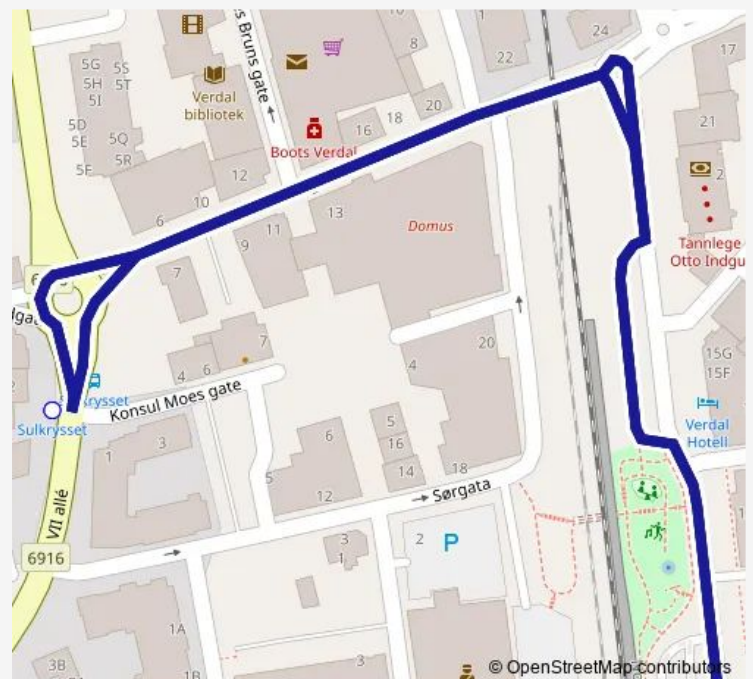 24
17
10
8
22
5G 5S
5H 5T
5I
es Bruns gate
Verdal
bibliotek
20
18
16
21
5D
5E
5Q
5R
5F
Boots Verdal
12
2
10
6
13
11
9
Domus
Tannlege
Otto Indgu
7
7
20
4
4
6
15G
15F
Konsul Moes gate
Sulkrysset
Verdal
Hotell
1
3
6
5
16
14
18
5
12
Sørgata
VII allé
6916
2
P
3
1
1A
3B
1B
3
© OpenStreetMap contributors